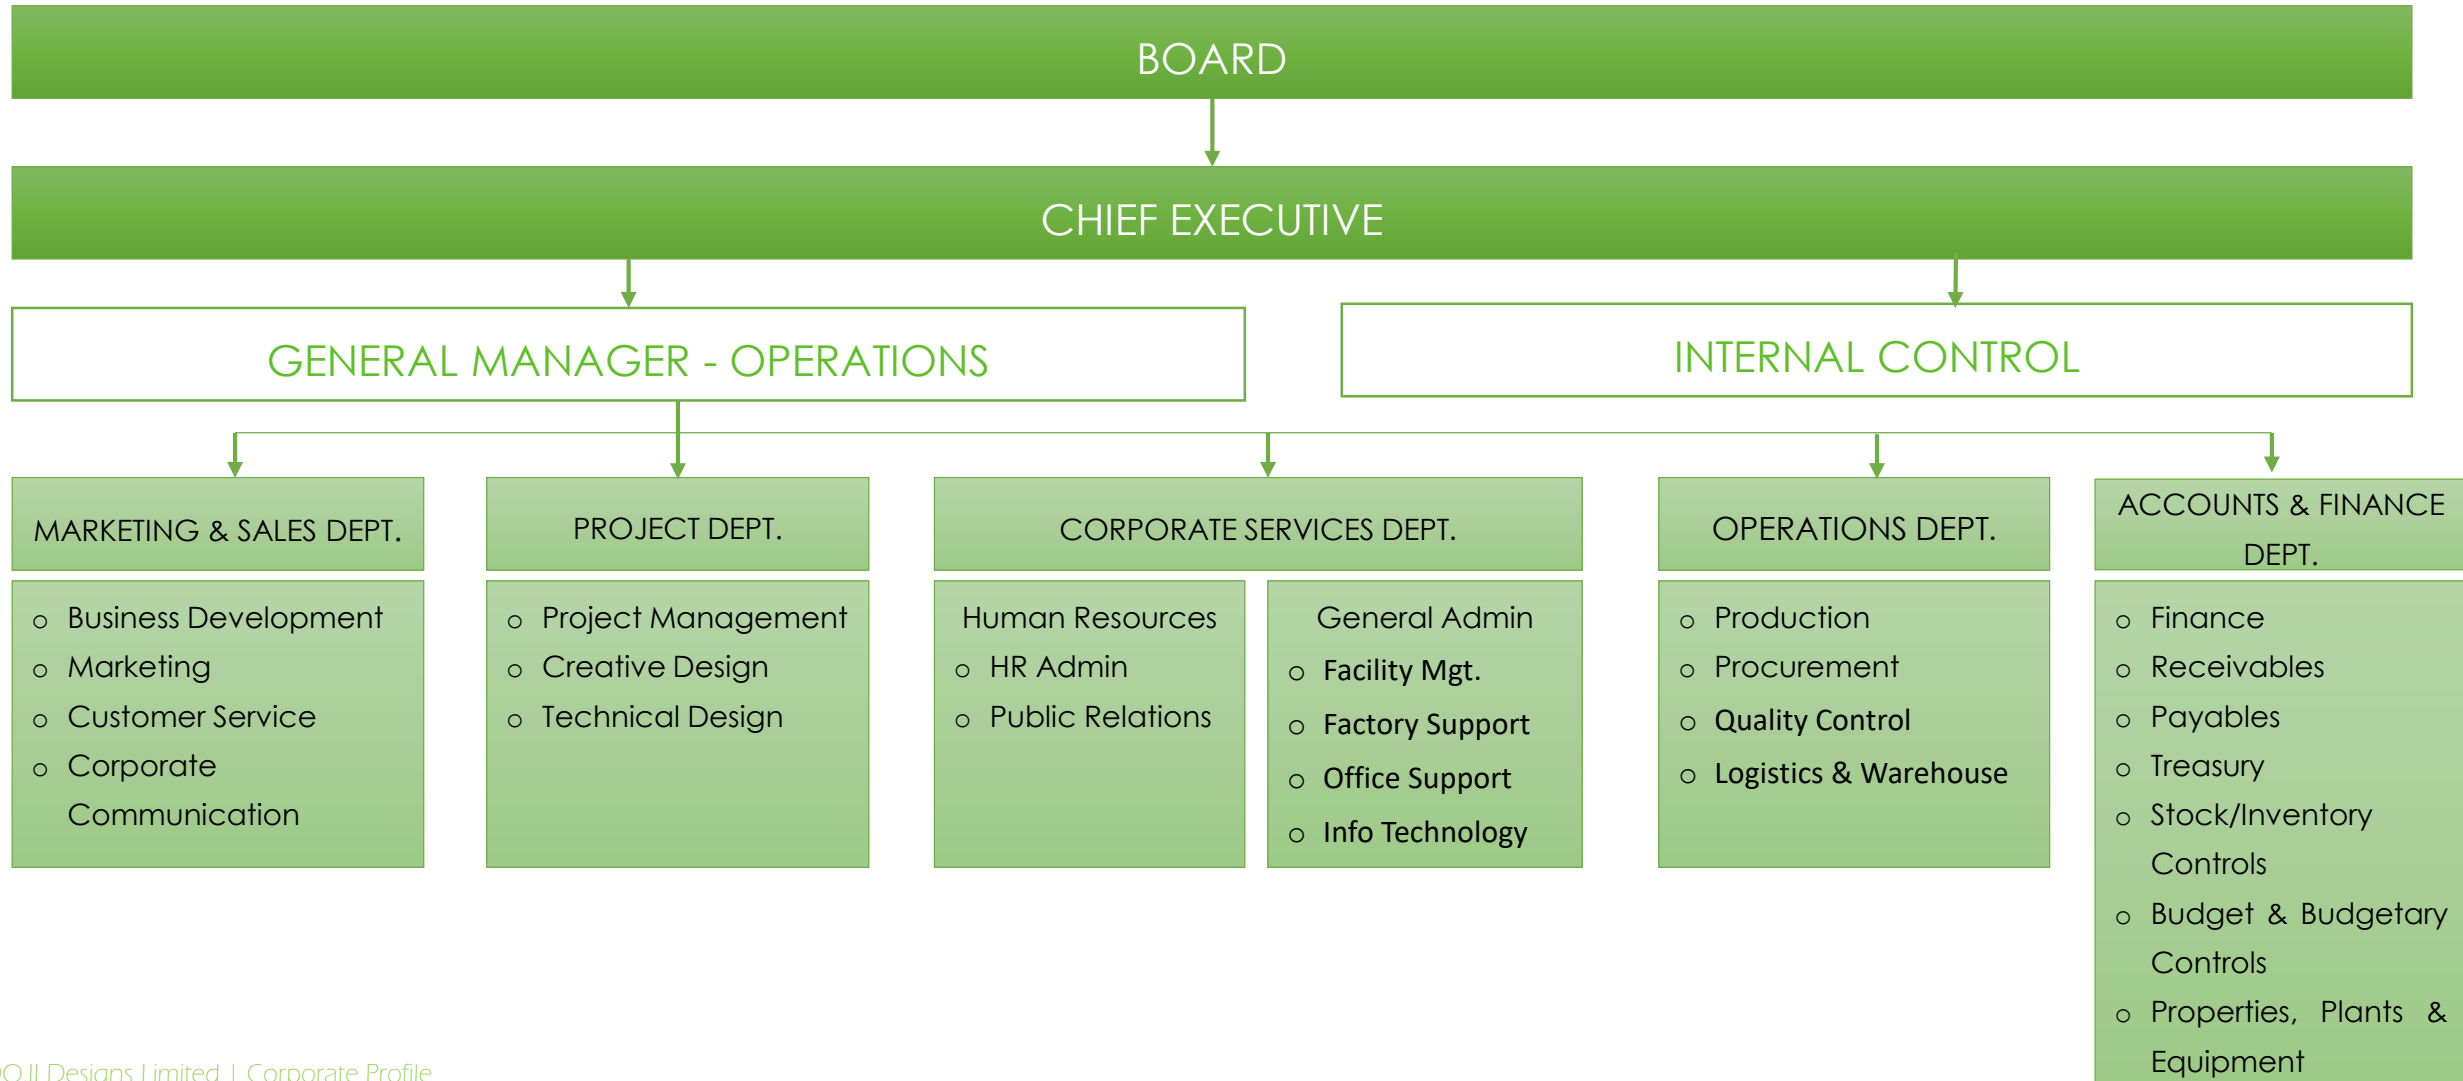 BOARD
CHIEF EXECUTIVE
GENERAL MANAGER - OPERATIONS
INTERNAL CONTROL
MARKETING & SALES DEPT.
o Business Development
o Marketing
o Customer Service
o Corporate
Communication
PROJECT DEPT.
o Project Management
o Creative Design
o Technical Design
CORPORATE SERVICES DEPT.
Human Resources
o HR Admin
o Public Relations
General Admin
o Facility Mgt.
o Factory Support
o Office Support
o Info Technology
OPERATIONS DEPT.
o Production
o Procurement
o Quality Control
o Logistics & Warehouse
ACCOUNTS & FINANCE
DEPT.
o Finance
o Receivables
o Payables
o Treasury
o Stock/Inventory
Controls
o Budget & Budgetary
Controls
o Properties, Plants &
Equipment
Designs Limited | Corporate Profile